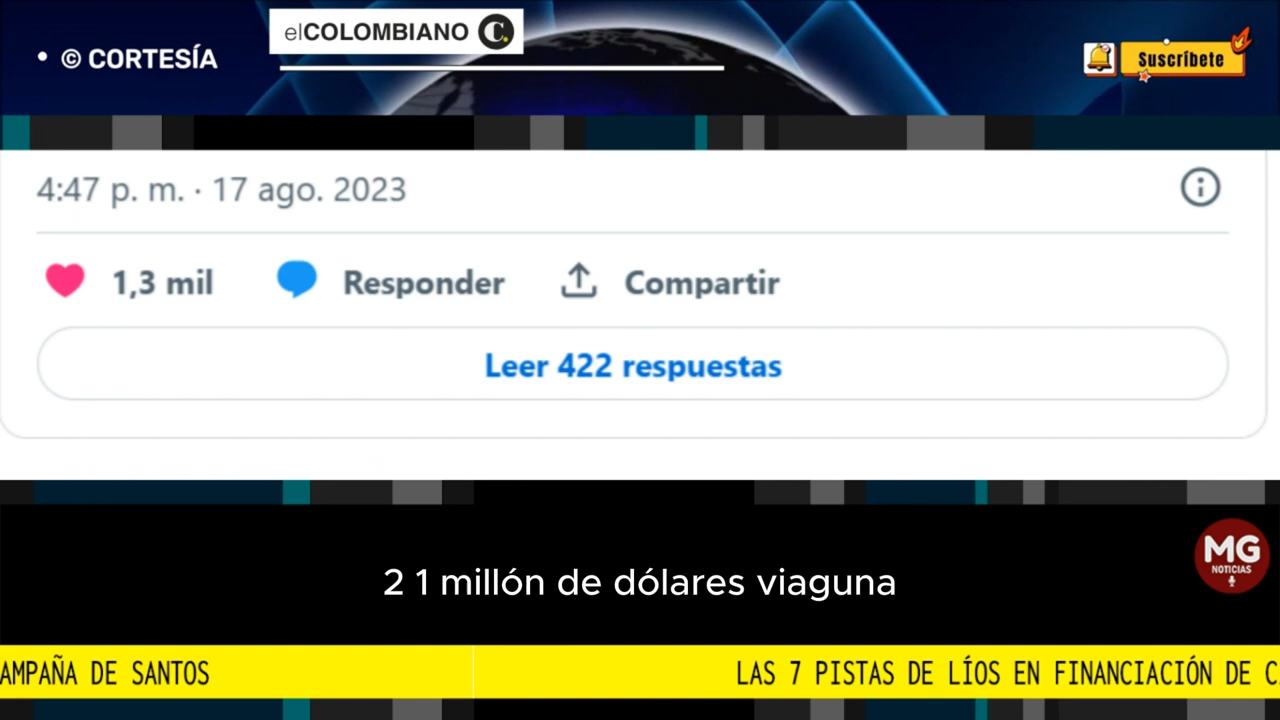 elCOLOMBIANO C.
• © CORTESÍA
Suscríbete
4:47 p. m. · 17 ago. 2023
1,3 mil Responder Compartir
Leer 422 respuestas
MG
NOTICIAS
2 1 millón de dólares viaguna
AMPAÑA DE SANTOS LAS 7 PISTAS DE LÍOS EN FINANCIACIÓN DE C